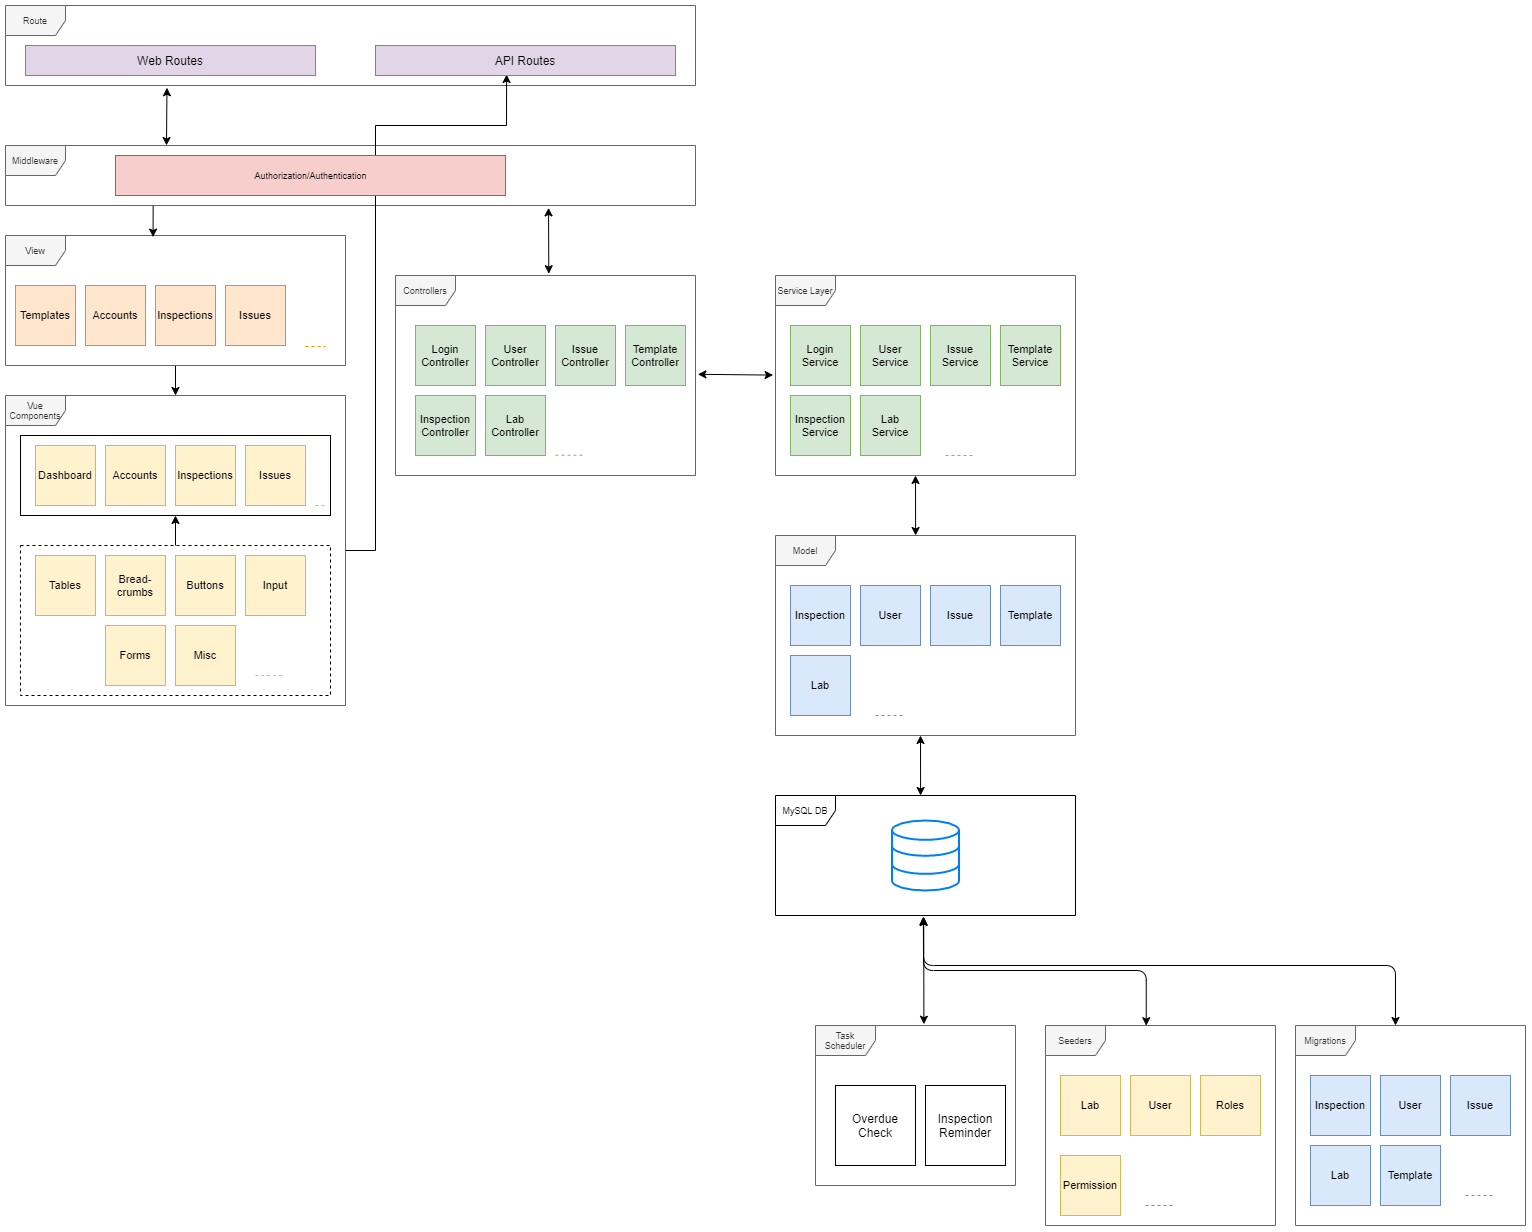 Route
Web Routes
API Routes
Middleware
Authorization/Authentication
View
Templates
Accounts
Inspections
Issues
Vue
Components
Dashboard
Accounts
Inspections
Issues
Tables
Bread-
crumbs
Buttons
Input
Forms
Misc
Controllers
Login
Controller
User
Controller
Issue
Controller
Template
Controller
Inspection
Controller
Lab
Controller
Service Layer
Login
Service
User
Service
Issue
Service
Template
Service
Inspection
Service
Lab
Service
Model
Inspection
User
Issue
Template
Lab
MySQL DB
Task
Scheduler
Overdue
Check
Inspection
Reminder
Seeders
Lab
User
Roles
Permission
Migrations
Inspection
User
Issue
Lab
Template